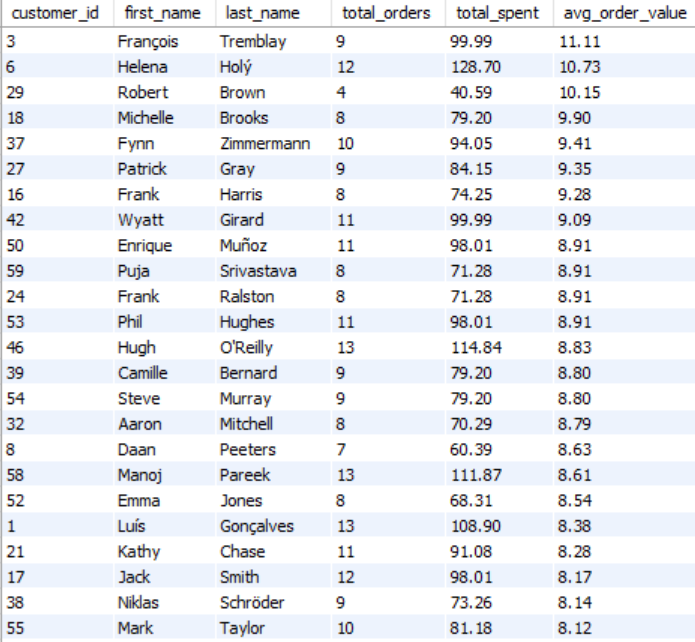 customer_id first_name last_name total_orders total_spent avg_order_value
3 François Tremblay 9 99.99 11.11
6 Helena Holý 12 128.70 10.73
29 Robert Brown 4 40.59 10.15
18 Michelle Brooks 8 79.20 9.90
37 Fynn Zimmermann 10 94.05 9.41
27 Patrick Gray 9 84.15 9.35
16 Frank Harris 8 74.25 9.28
42 Wyatt Girard 11 99.99 9.09
50 Enrique Muñoz 11 98.01 8.91
59 Puja Srivastava 8 71.28 8.91
24 Frank Ralston 8 71.28 8.91
53 Phil Hughes 11 98.01 8.91
46 Hugh O'Reilly 13 114.84 8.83
39 Camille Bernard 9 79.20 8.80
54 Steve Murray 9 79.20 8.80
32 Aaron Mitchell 8 70.29 8.79
8 Daan Peeters 7 60.39 8.63
58 Manoj Pareek 13 111.87 8.61
52 Emma Jones 8 68.31 8.54
1 Luís Gonçalves 13 108.90 8.38
21 Kathy Chase 11 91.08 8.28
17 Jack Smith 12 98.01 8.17
38 Niklas Schröder 9 73.26 8.14
55 Mark Taylor 10 81.18 8.12